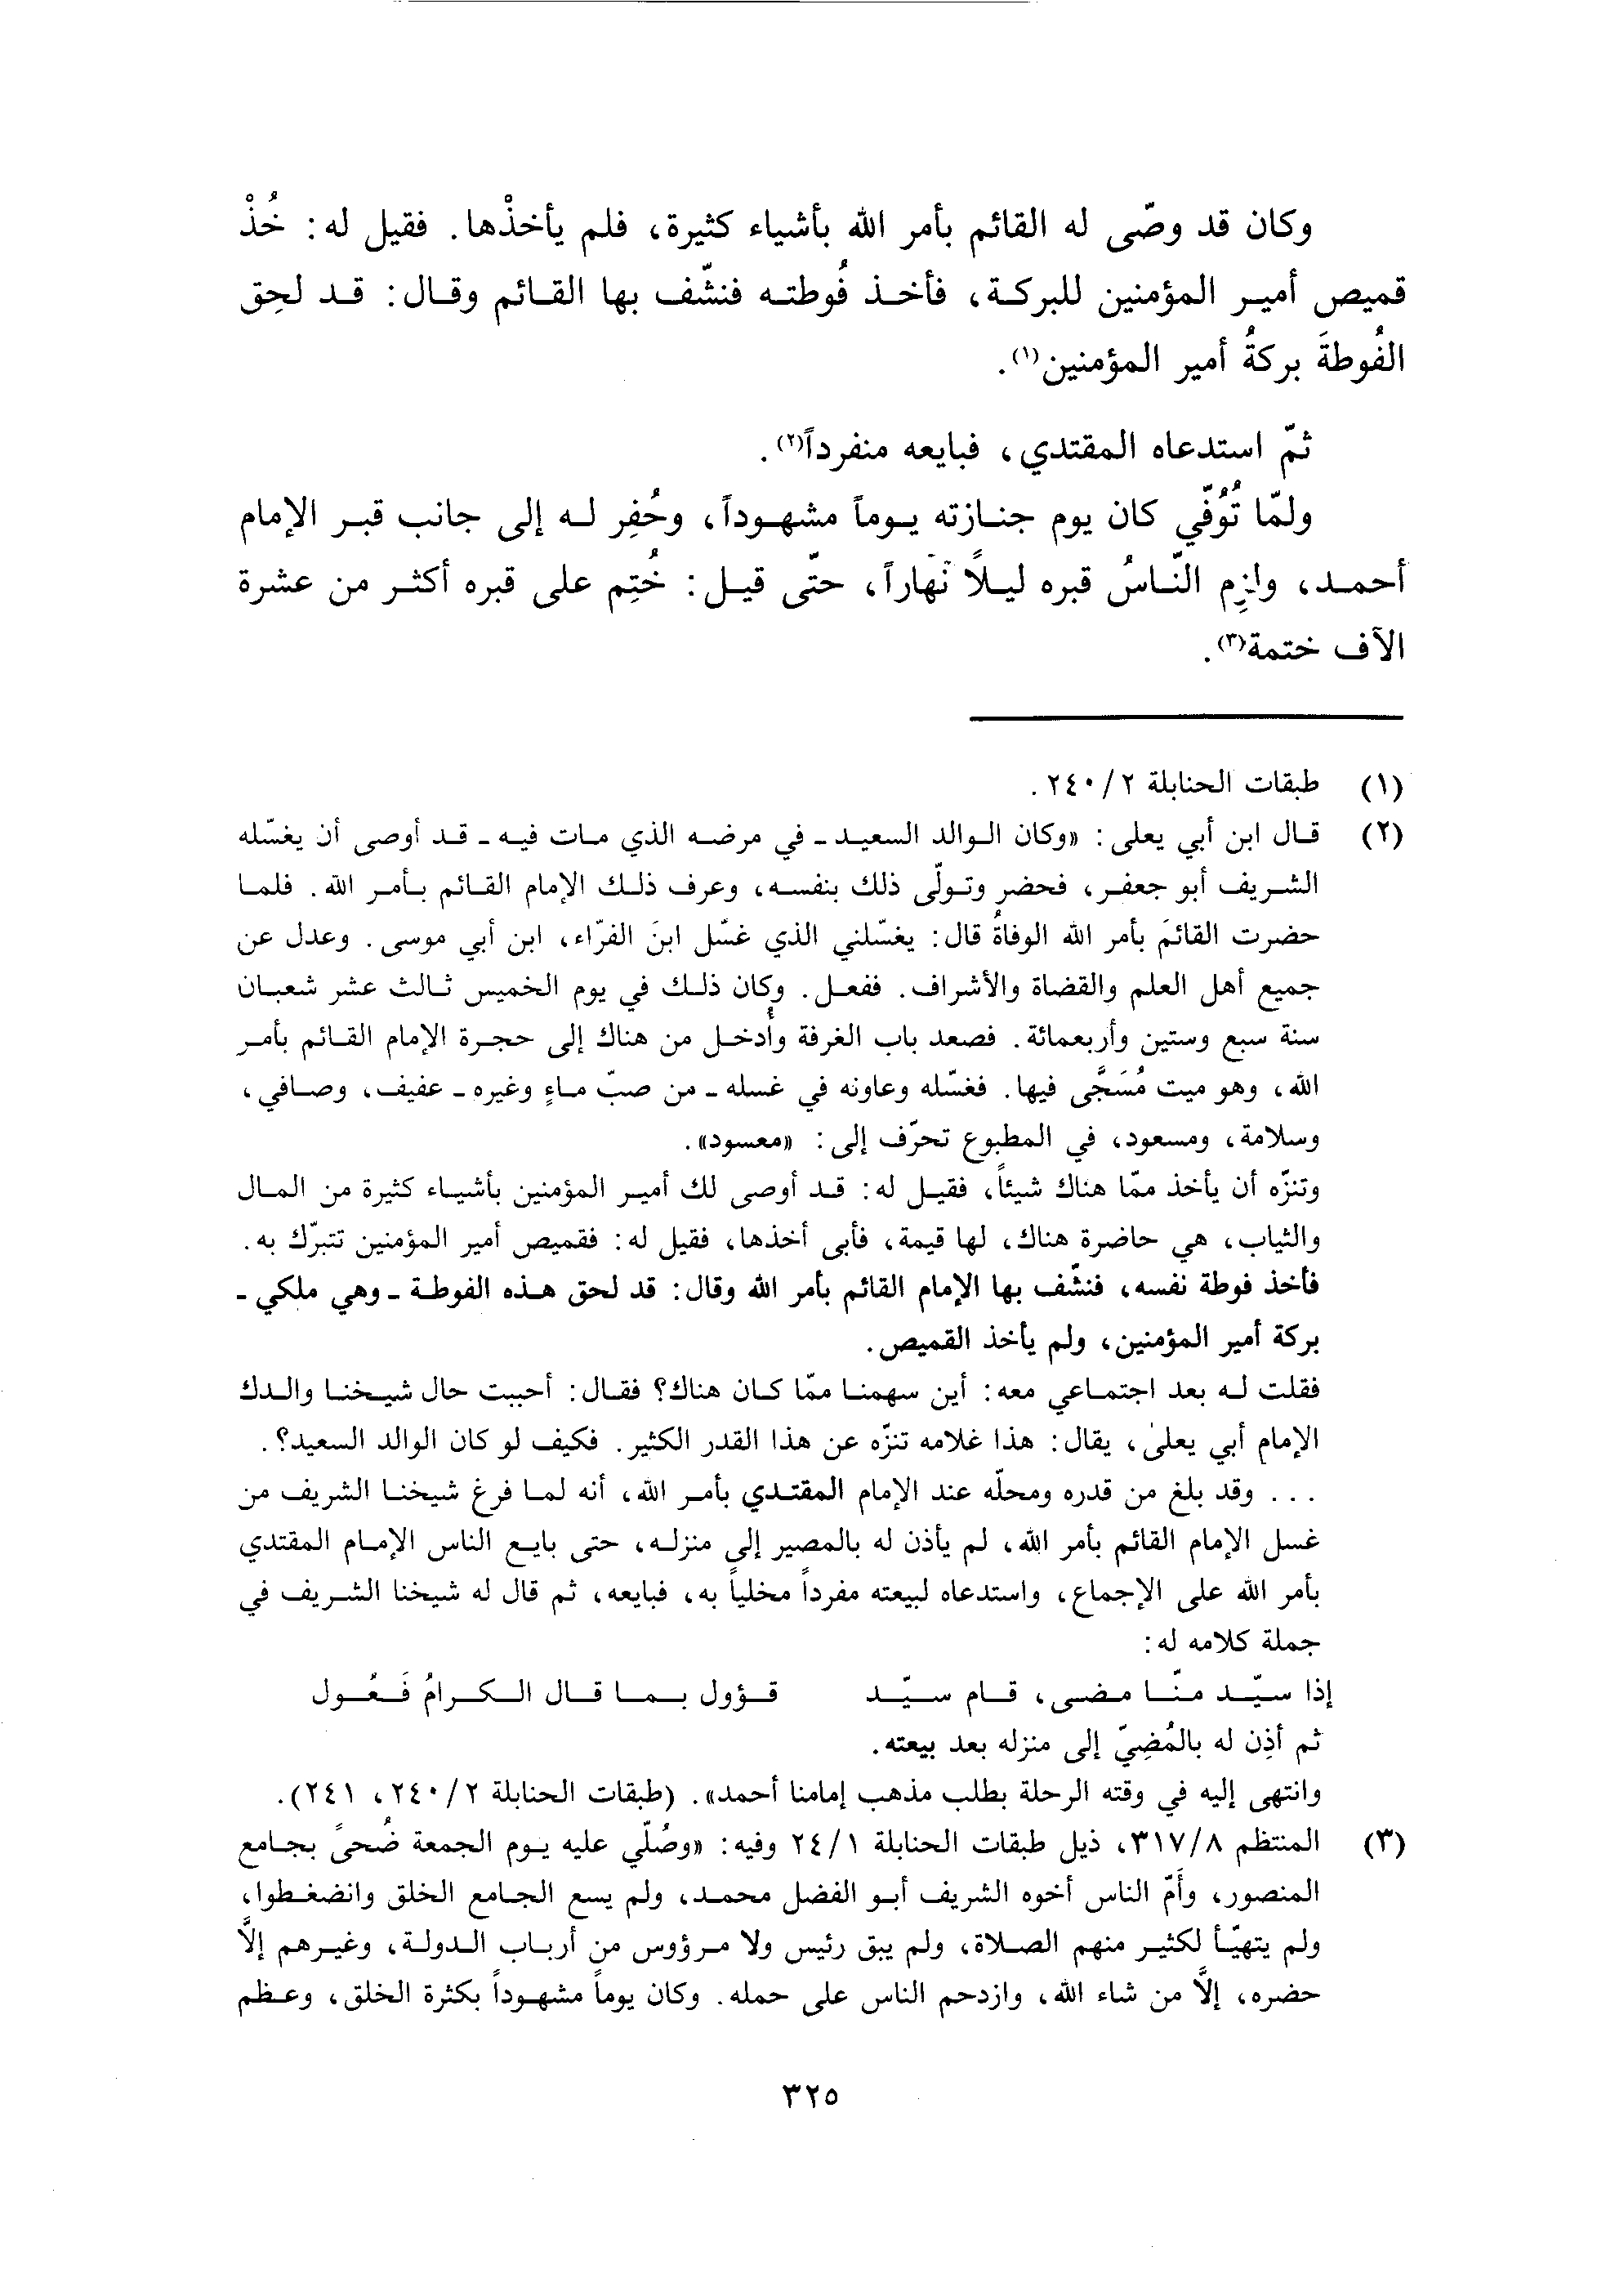 وكان قد وصّى له القائم بأمر الله بأشياء كثيرة، فلم يأخذْها. فقيل له: خُذْ
قميص أمير المؤمنين للبركة، فأخذ فُوطته فنشّف بها القائم وقال: قد لحِق
الفُوطةَ بركةُ أمير المؤمنين(١).
ثمّ استدعاه المقتدي، فبايعه منفرداً(٢).
ولمّا تُوُفّي كان يوم جنازته يوماً مشهوداً، وحُفِر له إلى جانب قبر الإمام
أحمد، ولزِم النّاسُ قبره ليلاً نهاراً، حتّى قيل: خُتِم على قبره أكثر من عشرة
الآف ختمة(٣).
(١) طبقات الحنابلة ٢/ ٢٤٠.
(٢) قال ابن أبي يعلى: «وكان الوالد السعيد ـ في مرضه الذي مات فيه ـ قد أوصى أن يغسّله
الشريف أبو جعفر، فحضر وتولّى ذلك بنفسه، وعرف ذلك الإمام القائم بأمر الله. فلما
حضرت القائمَ بأمر الله الوفاةُ قال: يغسّلني الذي غسّل ابنَ الفرّاء، ابن أبي موسى. وعدل عن
جميع أهل العلم والقضاة والأشراف. ففعل. وكان ذلك في يوم الخميس ثالث عشر شعبان
سنة سبع وستين وأربعمائة. فصعد باب الغرفة وأُدخل من هناك إلى حجرة الإمام القائم بأمر
الله، وهو ميت مُسَجًّى فيها. فغسّله وعاونه في غسله ـ من صبّ ماءٍ وغيره ـ عفيف، وصافي،
وسلامة، ومسعود، في المطبوع تحرّف إلى: «معسود».
وتنزّه أن يأخذ ممّا هناك شيئاً، فقيل له: قد أوصى لك أمير المؤمنين بأشياء كثيرة من المال
والثياب، هي حاضرة هناك، لها قيمة، فأبى أخذها، فقيل له: فقميص أمير المؤمنين تتبرّك به.
فأخذ فوطة نفسه، فنشّف بها الإمام القائم بأمر الله وقال: قد لحق هذه الفوطة ـ وهي ملكي ـ
بركة أمير المؤمنين، ولم يأخذ القميص.
فقلت له بعد اجتماعي معه: أين سهمنا ممّا كان هناك؟ فقال: أحببت حال شيخنا والدك
الإمام أبي يعلىٰ، يقال: هذا غلامه تنزّه عن هذا القدر الكثير. فكيف لو كان الوالد السعيد؟.
... وقد بلغ من قدره ومحلّه عند الإمام المقتدي بأمر الله، أنه لما فرغ شيخنا الشريف من
غسل الإمام القائم بأمر الله، لم يأذن له بالمصير إلى منزله، حتى بايع الناس الإمام المقتدي
بأمر الله على الإجماع، واستدعاه لبيعته مفرداً مخلياً به، فبايعه، ثم قال له شيخنا الشريف في
جملة كلامه له:
إذا سيّد منّا مضى، قام سيّد قؤول بما قال الكرامُ فَعُول
ثم أذِن له بالمُضِيّ إلى منزله بعد بيعته.
وانتهى إليه في وقته الرحلة بطلب مذهب إمامنا أحمد». (طبقات الحنابلة ٢/ ٢٤٠، ٢٤١).
(٣) المنتظم ٨/ ٣١٧، ذيل طبقات الحنابلة ١/ ٢٤ وفيه: «وصُلّي عليه يوم الجمعة ضُحىً بجامع
المنصور، وأَمّ الناس أخوه الشريف أبو الفضل محمد، ولم يسع الجامع الخلق وانضغطوا،
ولم يتهيّأ لكثير منهم الصلاة، ولم يبق رئيس ولا مرؤوس من أرباب الدولة، وغيرهم إلاَّ
حضره، إلاَّ من شاء الله، وازدحم الناس على حمله. وكان يوماً مشهوداً بكثرة الخلق، وعظم
٣٢٥